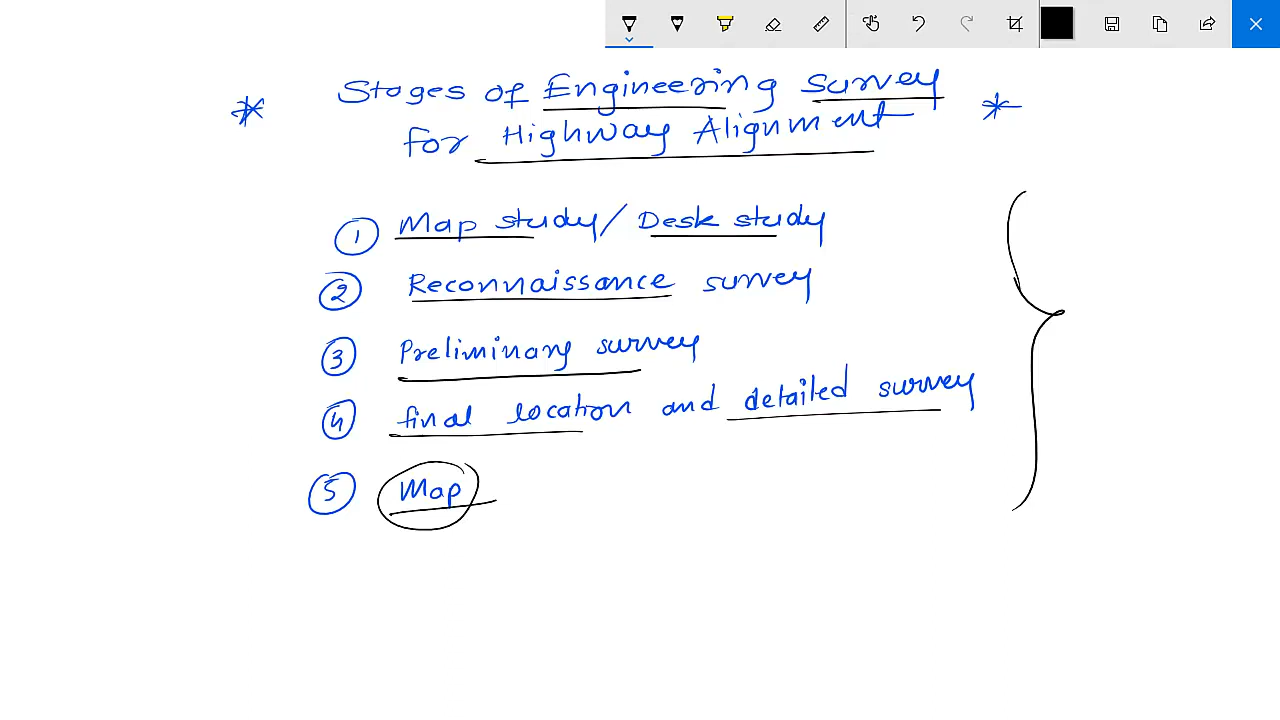 * Stages of Engineering survey *
for Highway Alignment
① Map study/ Desk study
② Reconnaissance survey
③ Preliminary survey
④ final location and detailed survey
⑤ Map